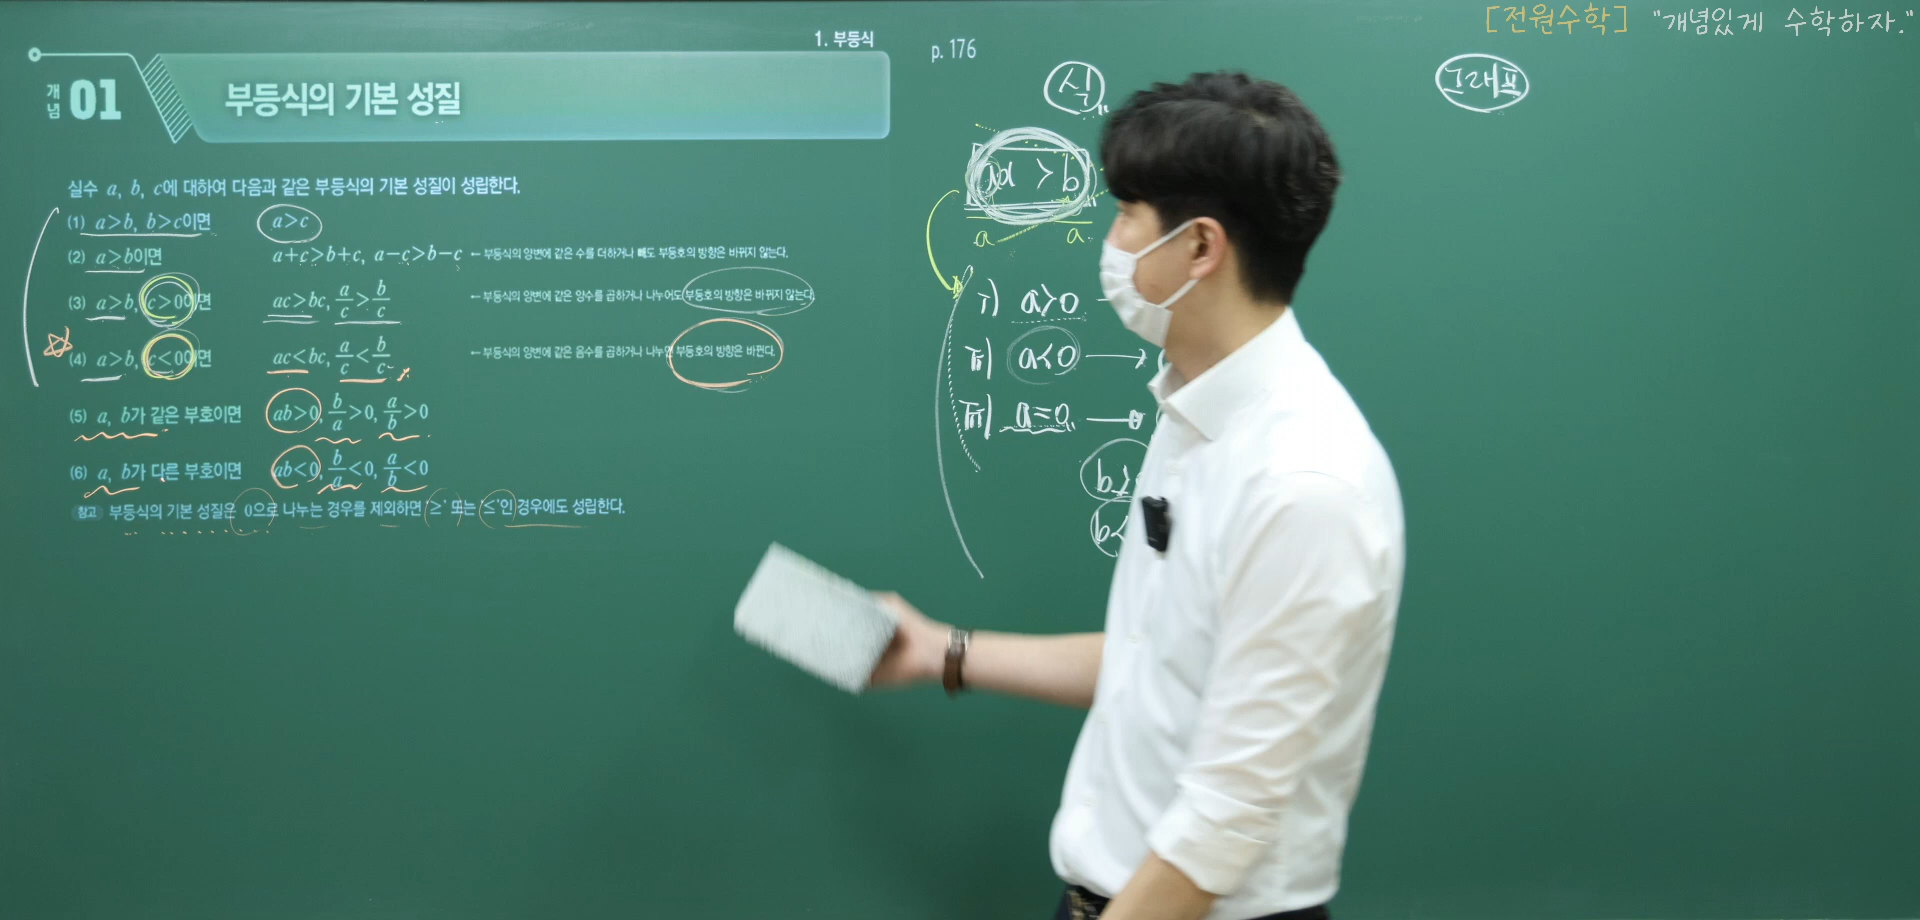 [전원수학] "개념있게 수학하자."
1. 부등식
개념 01 부등식의 기본 성질
실수 a, b, c에 대하여 다음과 같은 부등식의 기본 성질이 성립한다.
(1) a>b, b>c이면 a>c
(2) a>b이면 a+c>b+c, a−c>b−c ←부등식의 양변에 같은 수를 더하거나 빼도 부등호의 방향은 바뀌지 않는다.
(3) a>b, c>0이면 ac>bc, a/c>b/c ←부등식의 양변에 같은 양수를 곱하거나 나누어도 부등호의 방향은 바뀌지 않는다.
(4) a>b, c<0이면 ac<bc, a/c<b/c ←부등식의 양변에 같은 음수를 곱하거나 나누면 부등호의 방향은 바뀐다.
(5) a, b가 같은 부호이면 ab>0, b/a>0, a/b>0
(6) a, b가 다른 부호이면 ab<0, b/a<0, a/b<0
참고 부등식의 기본 성질은 0으로 나누는 경우를 제외하면 '≥' 또는 '≤'인 경우에도 성립한다.
p. 176
식
>b
a a
i) a>0
ii) a<0 →
iii) a=0
b
b<
그래프